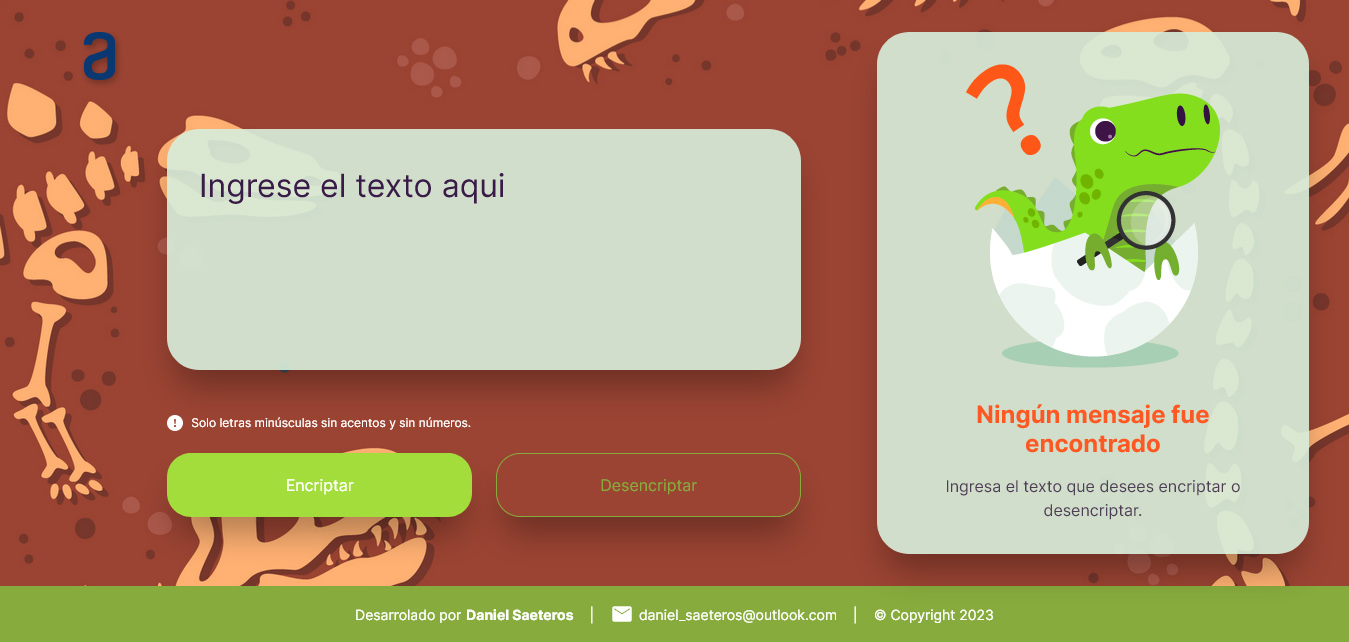 a
Ingrese el texto aqui
Solo letras minúsculas sin acentos y sin números.
Encriptar
Desencriptar
?
Ningún mensaje fue
encontrado
Ingresa el texto que desees encriptar o
desencriptar.
Desarrolado por Daniel Saeteros | daniel_saeteros@outlook.com | © Copyright 2023